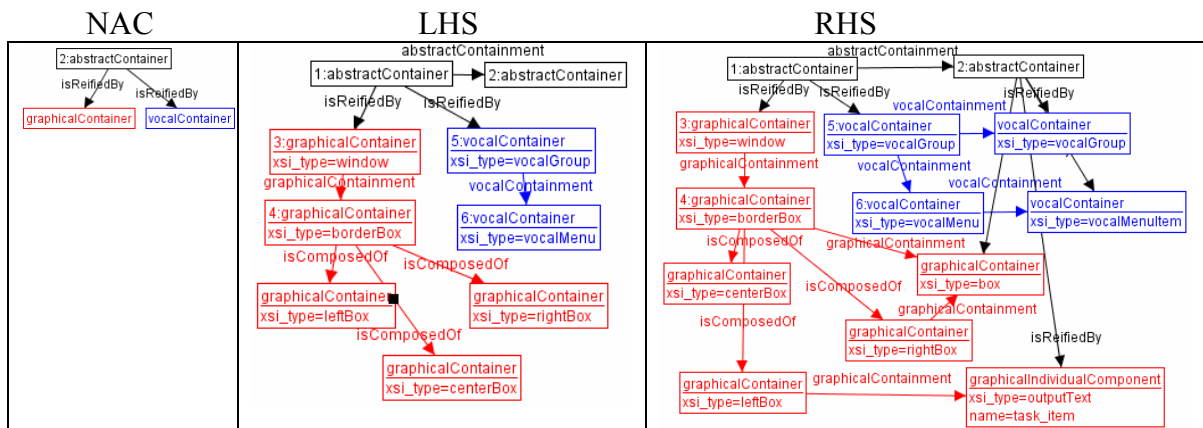 NAC
LHS
RHS
2:abstractContainer
isReifiedBy
isReifiedBy
graphicalContainer
vocalContainer
abstractContainment
1:abstractContainer
2:abstractContainer
isReifiedBy
isReifiedBy
3:graphicalContainer
xsi_type=window
5:vocalContainer
xsi_type=vocalGroup
graphicalContainment
vocalContainment
4:graphicalContainer
xsi_type=borderBox
6:vocalContainer
xsi_type=vocalMenu
isComposedOf
isComposedOf
graphicalContainer
xsi_type=leftBox
graphicalContainer
xsi_type=rightBox
isComposedOf
graphicalContainer
xsi_type=centerBox
abstractContainment
1:abstractContainer
2:abstractContainer
isReifiedBy
isReifiedBy
isReifiedBy
vocalContainment
3:graphicalContainer
xsi_type=window
5:vocalContainer
xsi_type=vocalGroup
vocalContainer
xsi_type=vocalGroup
graphicalContainment
vocalContainment
vocalContainment
4:graphicalContainer
xsi_type=borderBox
6:vocalContainer
xsi_type=vocalMenu
vocalContainer
xsi_type=vocalMenuItem
isComposedOf
graphicalContainment
graphicalContainer
xsi_type=centerBox
graphicalContainer
xsi_type=box
isComposedOf
graphicalContainment
isComposedOf
graphicalContainer
xsi_type=rightBox
isReifiedBy
graphicalContainer
xsi_type=leftBox
graphicalContainment
graphicalIndividualComponent
xsi_type=outputText
name=task_item